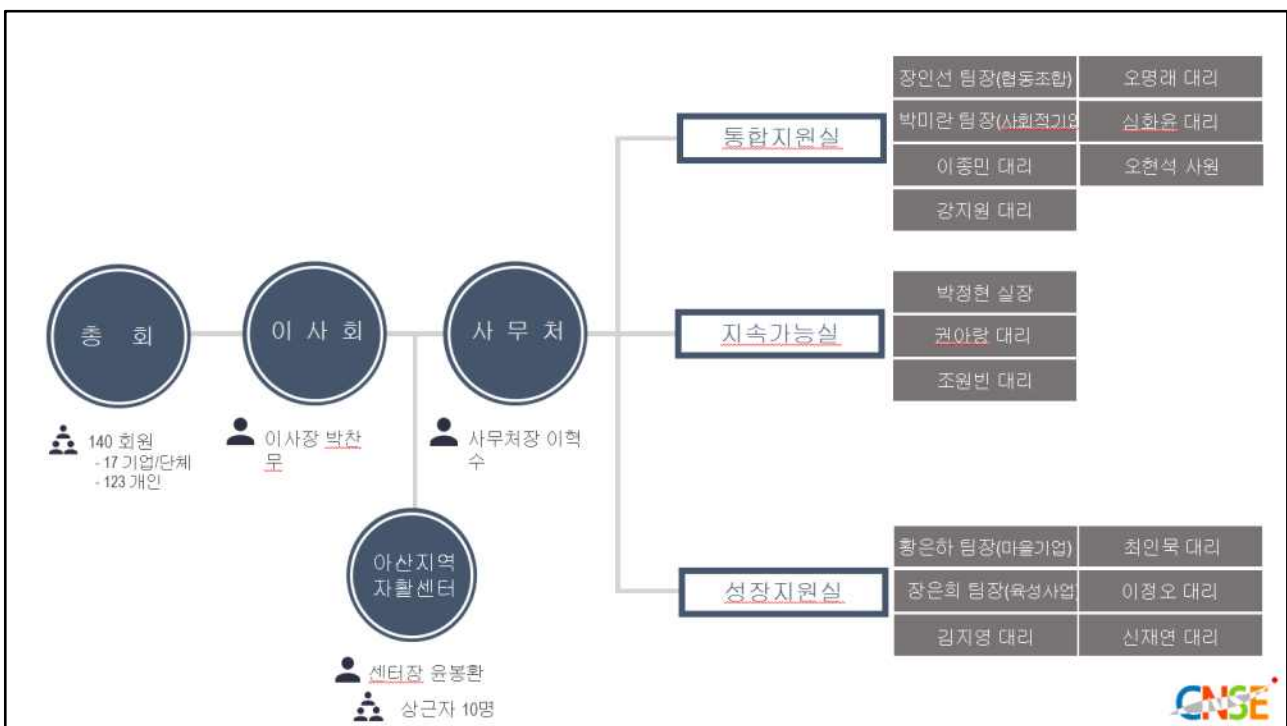 총 회
140 회원
- 17 기업/단체
- 123 개인
이 사 회
이사장 박찬
무
사 무 처
사무처장 이혁
수
아산지역
자활센터
센터장 윤봉환
상근자 10명
통합지원실
장인선 팀장(협동조합)
오명래 대리
박미란 팀장(사회적기업
심화윤 대리
이종민 대리
오현석 사원
강지원 대리
지속가능실
박정현 실장
권아랑 대리
조원빈 대리
성장지원실
황은하 팀장(마을기업)
최인묵 대리
장은희 팀장(육성사업)
이정오 대리
김지영 대리
신재연 대리
CNSE